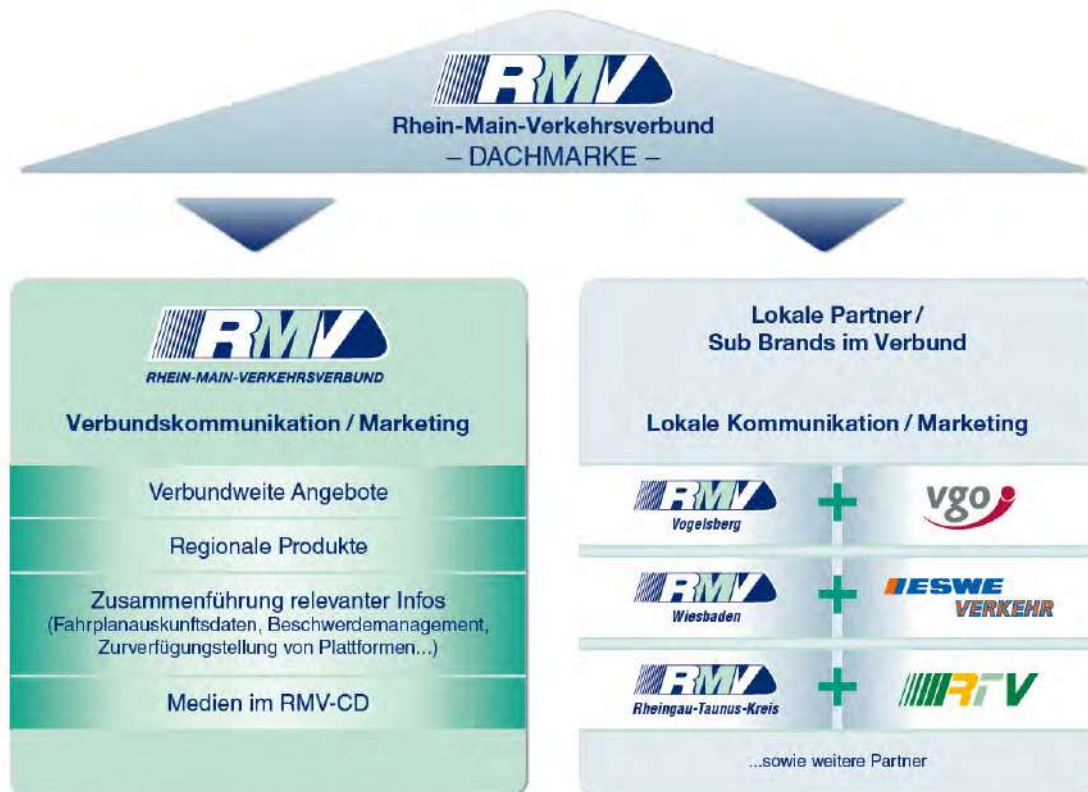 RMV
Rhein-Main-Verkehrsverbund
– DACHMARKE –
RMV
RHEIN-MAIN-VERKEHRSVERBUND
Verbundskommunikation / Marketing
Verbundweite Angebote
Regionale Produkte
Zusammenführung relevanter Infos
(Fahrplanauskunftsdaten, Beschwerdemanagement,
Zurverfügungstellung von Plattformen...)
Medien im RMV-CD
Lokale Partner /
Sub Brands im Verbund
Lokale Kommunikation / Marketing
RMV + vgo
Vogelsberg
RMV + ESWE
Wiesbaden VERKEHR
RMV + RTV
Rheingau-Taunus-Kreis
...sowie weitere Partner